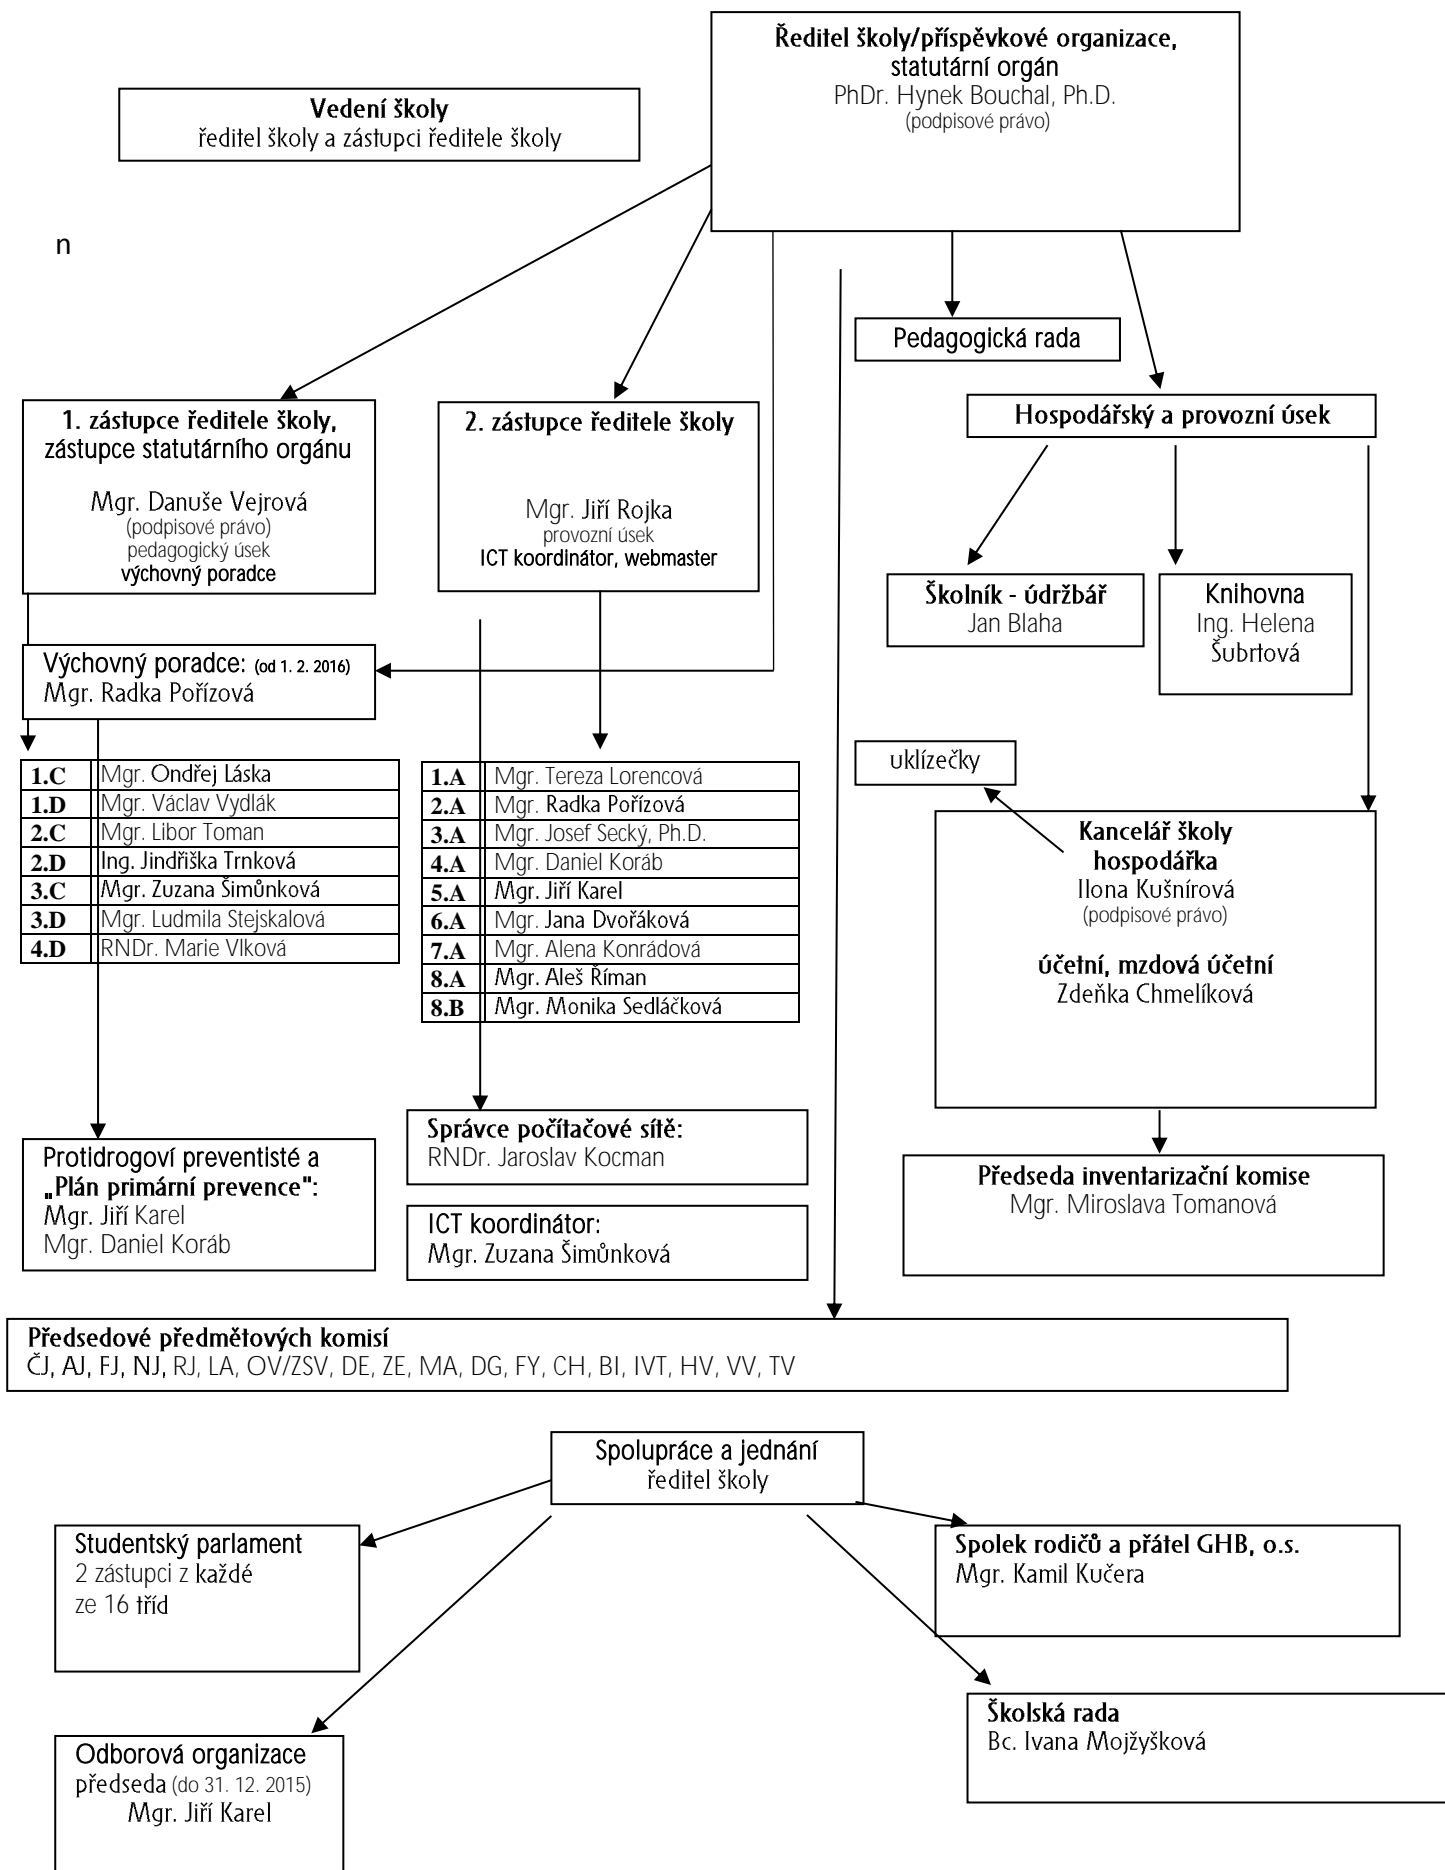 Ředitel školy/příspěvkové organizace,
statutární orgán
PhDr. Hynek Bouchal, Ph.D.
(podpisové právo)
Vedení školy
ředitel školy a zástupci ředitele školy
n
Pedagogická rada
1. zástupce ředitele školy,
zástupce statutárního orgánu
Mgr. Danuše Vejrová
(podpisové právo)
pedagogický úsek
výchovný poradce
2. zástupce ředitele školy
Mgr. Jiří Rojka
provozní úsek
ICT koordinátor, webmaster
Hospodářský a provozní úsek
Školník - údržbář
Jan Blaha
Knihovna
Ing. Helena
Šubrtová
Výchovný poradce: (od 1. 2. 2016)
Mgr. Radka Pořízová
1.C Mgr. Ondřej Láska
1.D Mgr. Václav Vydlák
2.C Mgr. Libor Toman
2.D Ing. Jindřiška Trnková
3.C Mgr. Zuzana Šimůnková
3.D Mgr. Ludmila Stejskalová
4.D RNDr. Marie Vlková
1.A Mgr. Tereza Lorencová
2.A Mgr. Radka Pořízová
3.A Mgr. Josef Secký, Ph.D.
4.A Mgr. Daniel Koráb
5.A Mgr. Jiří Karel
6.A Mgr. Jana Dvořáková
7.A Mgr. Alena Konrádová
8.A Mgr. Aleš Říman
8.B Mgr. Monika Sedláčková
uklízečky
Kancelář školy
hospodářka
Ilona Kušnírová
(podpisové právo)
účetní, mzdová účetní
Zdeňka Chmelíková
Protidrogoví preventisté a
„Plán primární prevence":
Mgr. Jiří Karel
Mgr. Daniel Koráb
Správce počítačové sítě:
RNDr. Jaroslav Kocman
ICT koordinátor:
Mgr. Zuzana Šimůnková
Předseda inventarizační komise
Mgr. Miroslava Tomanová
Předsedové předmětových komisí
ČJ, AJ, FJ, NJ, RJ, LA, OV/ZSV, DE, ZE, MA, DG, FY, CH, BI, IVT, HV, VV, TV
Spolupráce a jednání
ředitel školy
Studentský parlament
2 zástupci z každé
ze 16 tříd
Spolek rodičů a přátel GHB, o.s.
Mgr. Kamil Kučera
Školská rada
Bc. Ivana Mojžyšková
Odborová organizace
předseda (do 31. 12. 2015)
Mgr. Jiří Karel